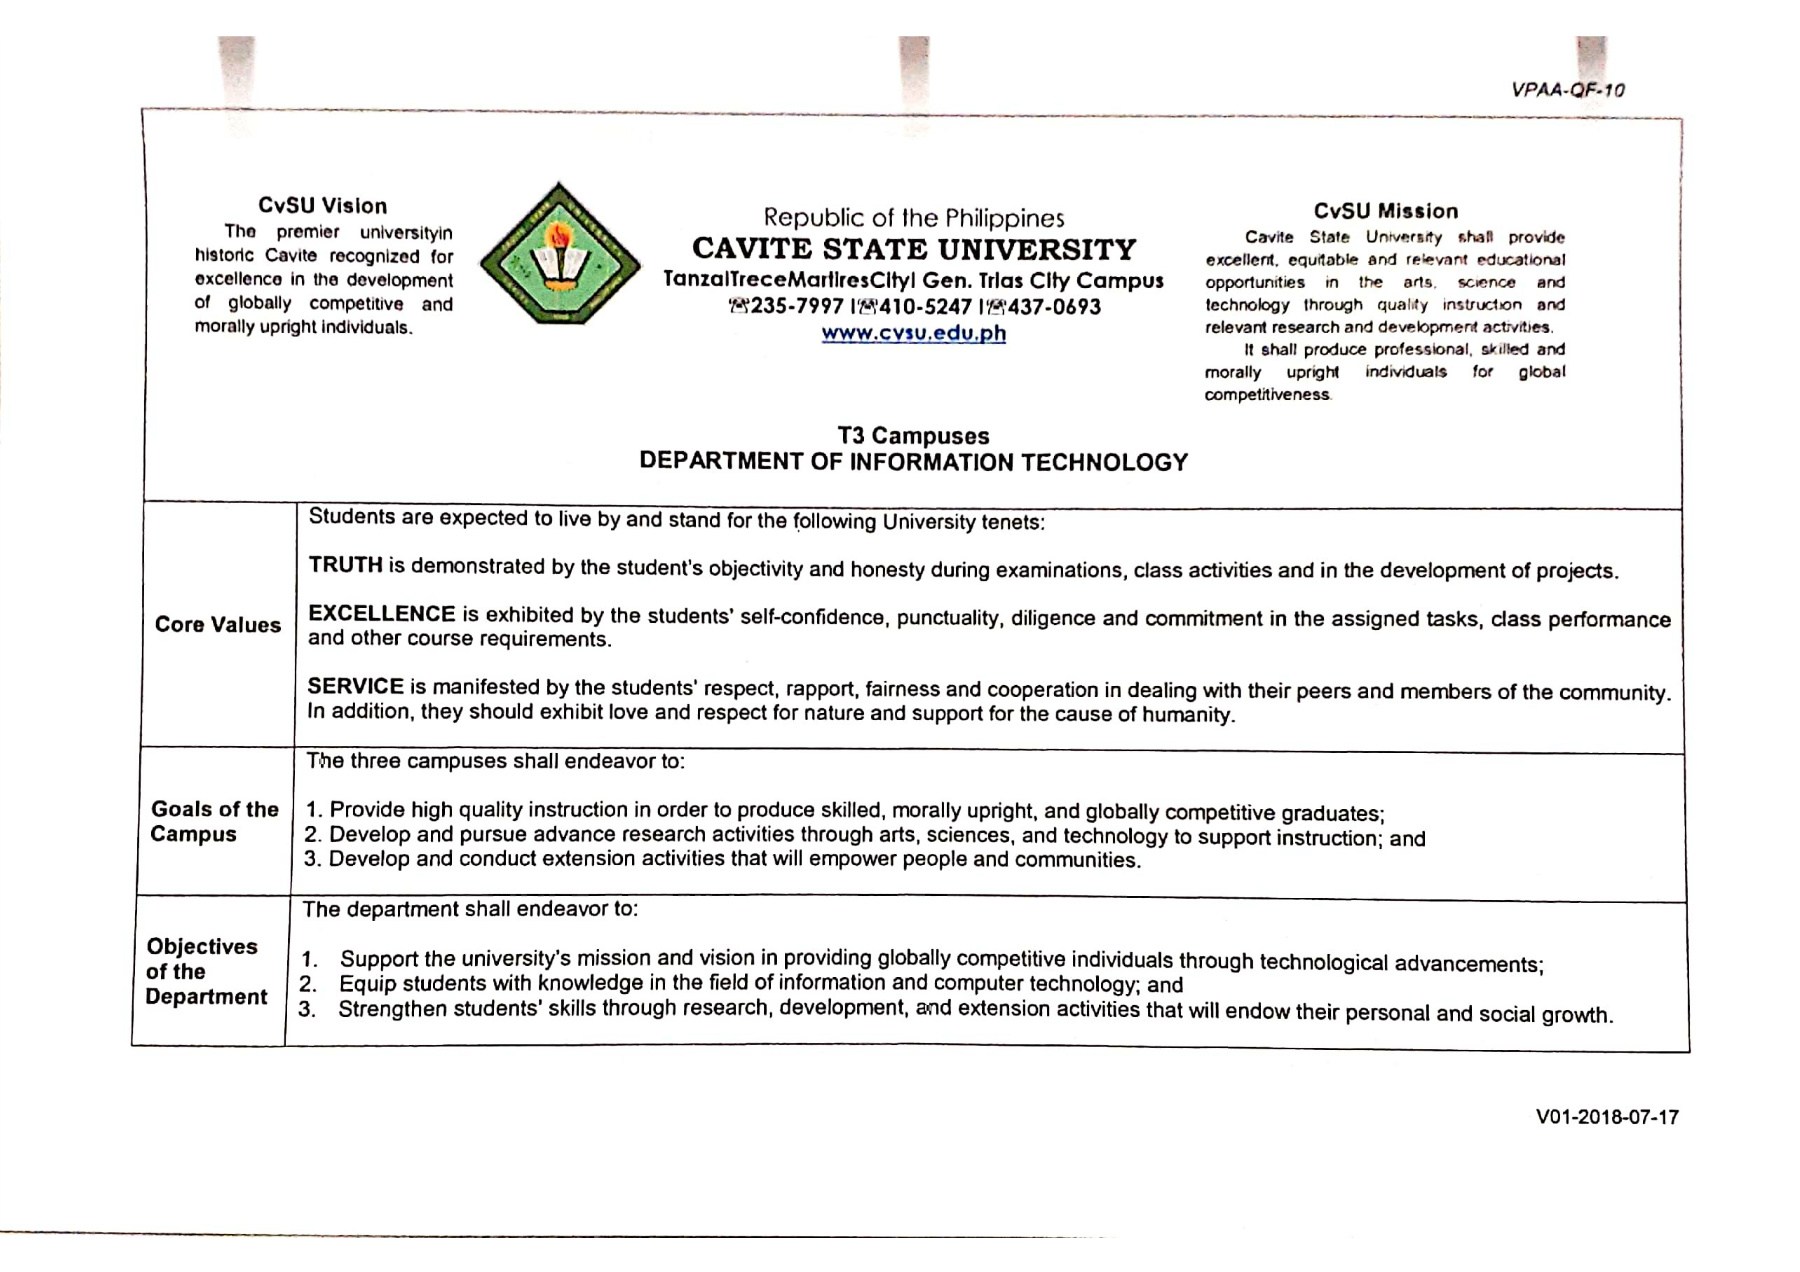 VPAA-QF-10
CvSU Vision
The premier universityin
historic Cavite recognized for
excellence in the development
of globally competitive and
morally upright individuals.
Republic of the Philippines
CAVITE STATE UNIVERSITY
Tanza|TreceMartiresCity| Gen. Trias City Campus
☏235-7997 |☏410-5247 |☏437-0693
www.cvsu.edu.ph
CvSU Mission
Cavite State University shall provide
excellent, equitable and relevant educational
opportunities in the arts, science and
technology through quality instruction and
relevant research and development activities.
It shall produce professional, skilled and
morally upright individuals for global
competitiveness.
T3 Campuses
DEPARTMENT OF INFORMATION TECHNOLOGY
Core Values
Students are expected to live by and stand for the following University tenets:
TRUTH is demonstrated by the student's objectivity and honesty during examinations, class activities and in the development of projects.
EXCELLENCE is exhibited by the students' self-confidence, punctuality, diligence and commitment in the assigned tasks, class performance
and other course requirements.
SERVICE is manifested by the students' respect, rapport, fairness and cooperation in dealing with their peers and members of the community.
In addition, they should exhibit love and respect for nature and support for the cause of humanity.
Goals of the
Campus
The three campuses shall endeavor to:
1. Provide high quality instruction in order to produce skilled, morally upright, and globally competitive graduates;
2. Develop and pursue advance research activities through arts, sciences, and technology to support instruction; and
3. Develop and conduct extension activities that will empower people and communities.
Objectives
of the
Department
The department shall endeavor to:
1. Support the university's mission and vision in providing globally competitive individuals through technological advancements;
2. Equip students with knowledge in the field of information and computer technology; and
3. Strengthen students' skills through research, development, and extension activities that will endow their personal and social growth.
V01-2018-07-17